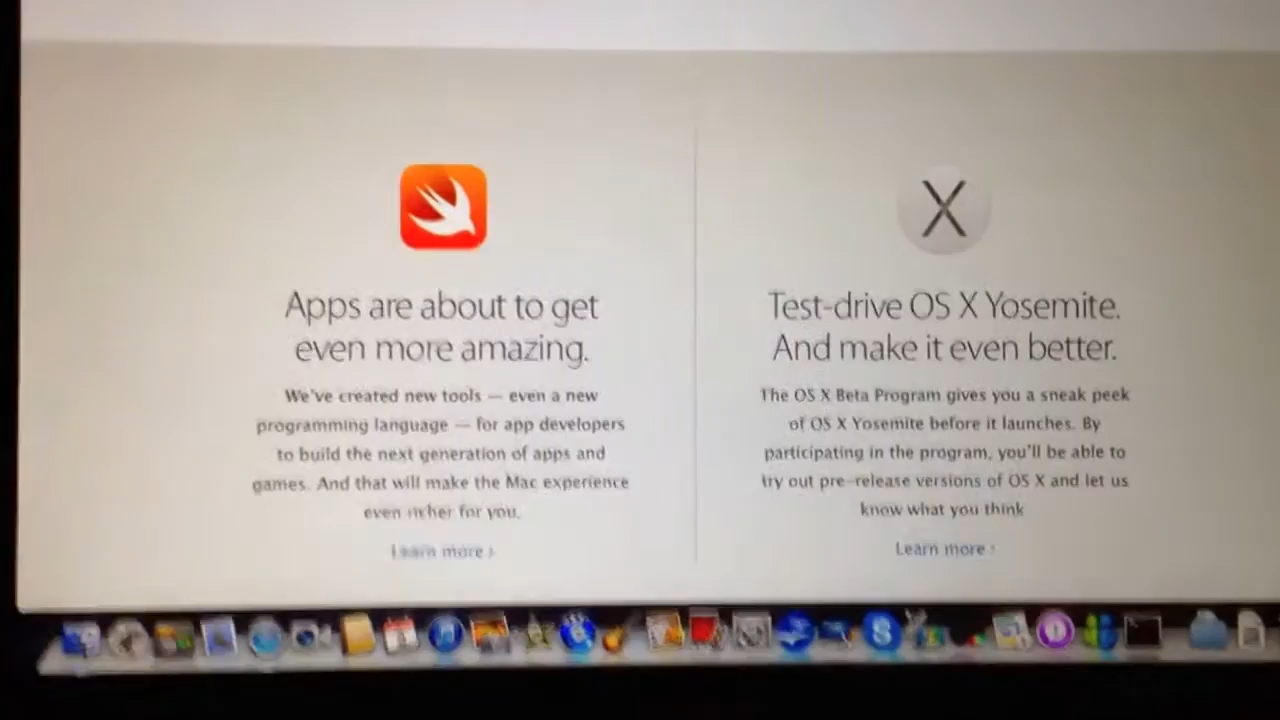 Apps are about to get
even more amazing.
We've created new tools — even a new
programming language — for app developers
to build the next generation of apps and
games. And that will make the Mac experience
even richer for you.
Learn more ›
X
Test-drive OS X Yosemite.
And make it even better.
The OS X Beta Program gives you a sneak peek
of OS X Yosemite before it launches. By
participating in the program, you'll be able to
try out pre-release versions of OS X and let us
know what you think
Learn more ›